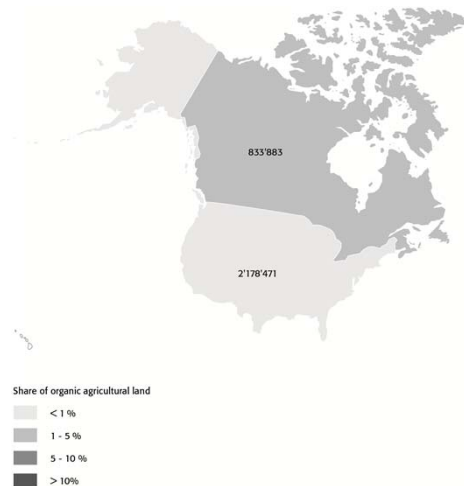 833'883
2'178'471
Share of organic agricultural land
< 1 %
1 - 5 %
5 - 10 %
> 10%